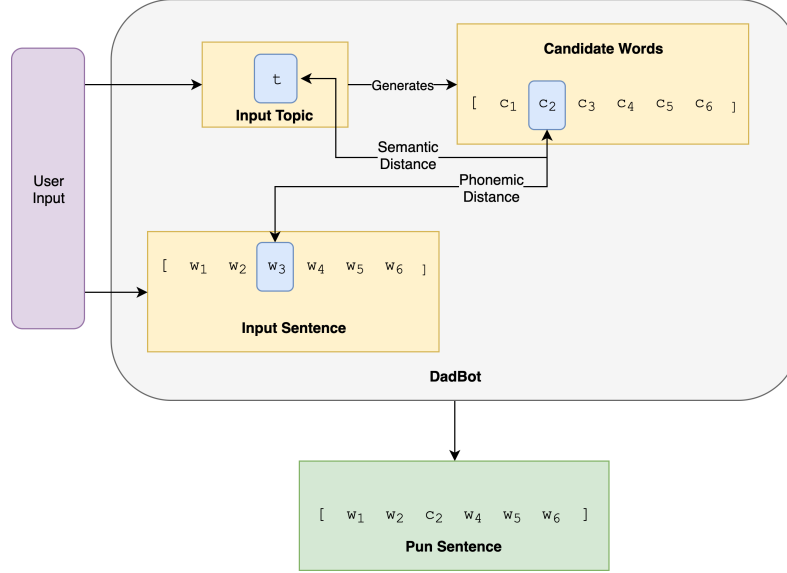 User
Input
t
Input Topic
Generates
Candidate Words
[ c1 c2 c3 c4 c5 c6 ]
Semantic
Distance
Phonemic
Distance
[ w1 w2 w3 w4 w5 w6 ]
Input Sentence
DadBot
[ w1 w2 c2 w4 w5 w6 ]
Pun Sentence